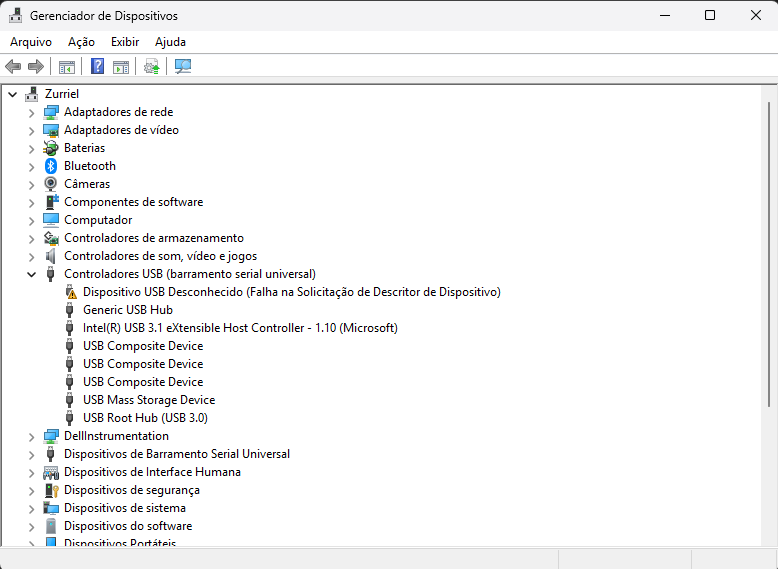 Gerenciador de Dispositivos
Arquivo Ação Exibir Ajuda
Zurriel
Adaptadores de rede
Adaptadores de vídeo
Baterias
Bluetooth
Câmeras
Componentes de software
Computador
Controladores de armazenamento
Controladores de som, vídeo e jogos
Controladores USB (barramento serial universal)
Dispositivo USB Desconhecido (Falha na Solicitação de Descritor de Dispositivo)
Generic USB Hub
Intel(R) USB 3.1 eXtensible Host Controller - 1.10 (Microsoft)
USB Composite Device
USB Composite Device
USB Composite Device
USB Mass Storage Device
USB Root Hub (USB 3.0)
DellInstrumentation
Dispositivos de Barramento Serial Universal
Dispositivos de Interface Humana
Dispositivos de segurança
Dispositivos de sistema
Dispositivos do software
Dispositivos Portáteis